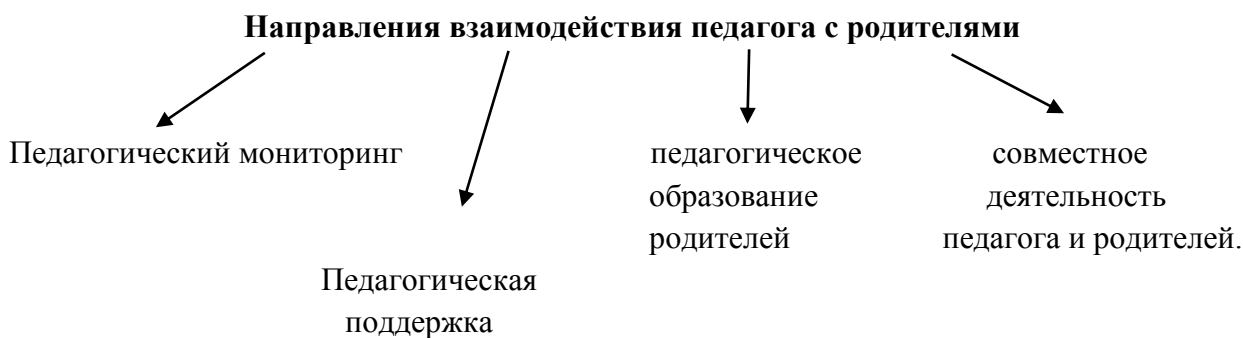 Направления взаимодействия педагога с родителями
Педагогический мониторинг
Педагогическая
поддержка
педагогическое
образование
родителей
совместное
деятельность
педагога и родителей.